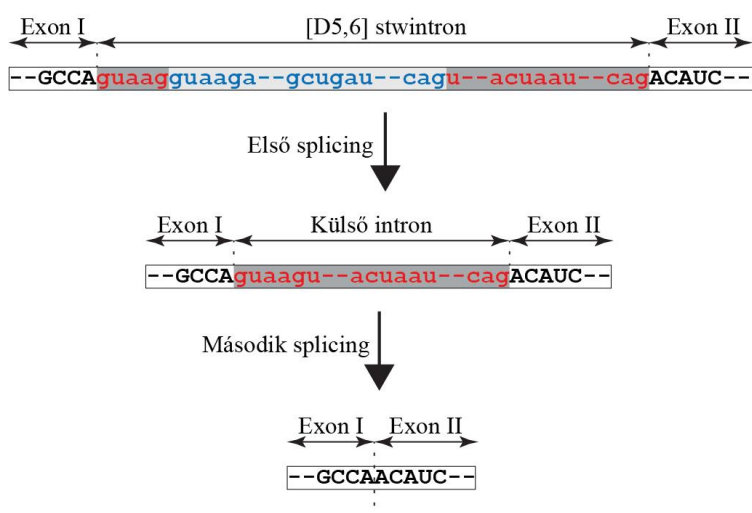 Exon I [D5,6] stwintron Exon II
--GCCAguaagguaaga--gcugau--cagu--acuaau--cagACAUC--
Első splicing
Exon I Külső intron Exon II
--GCCAguaagu--acuaau--cagACAUC--
Második splicing
Exon I Exon II
--GCCAACAUC--